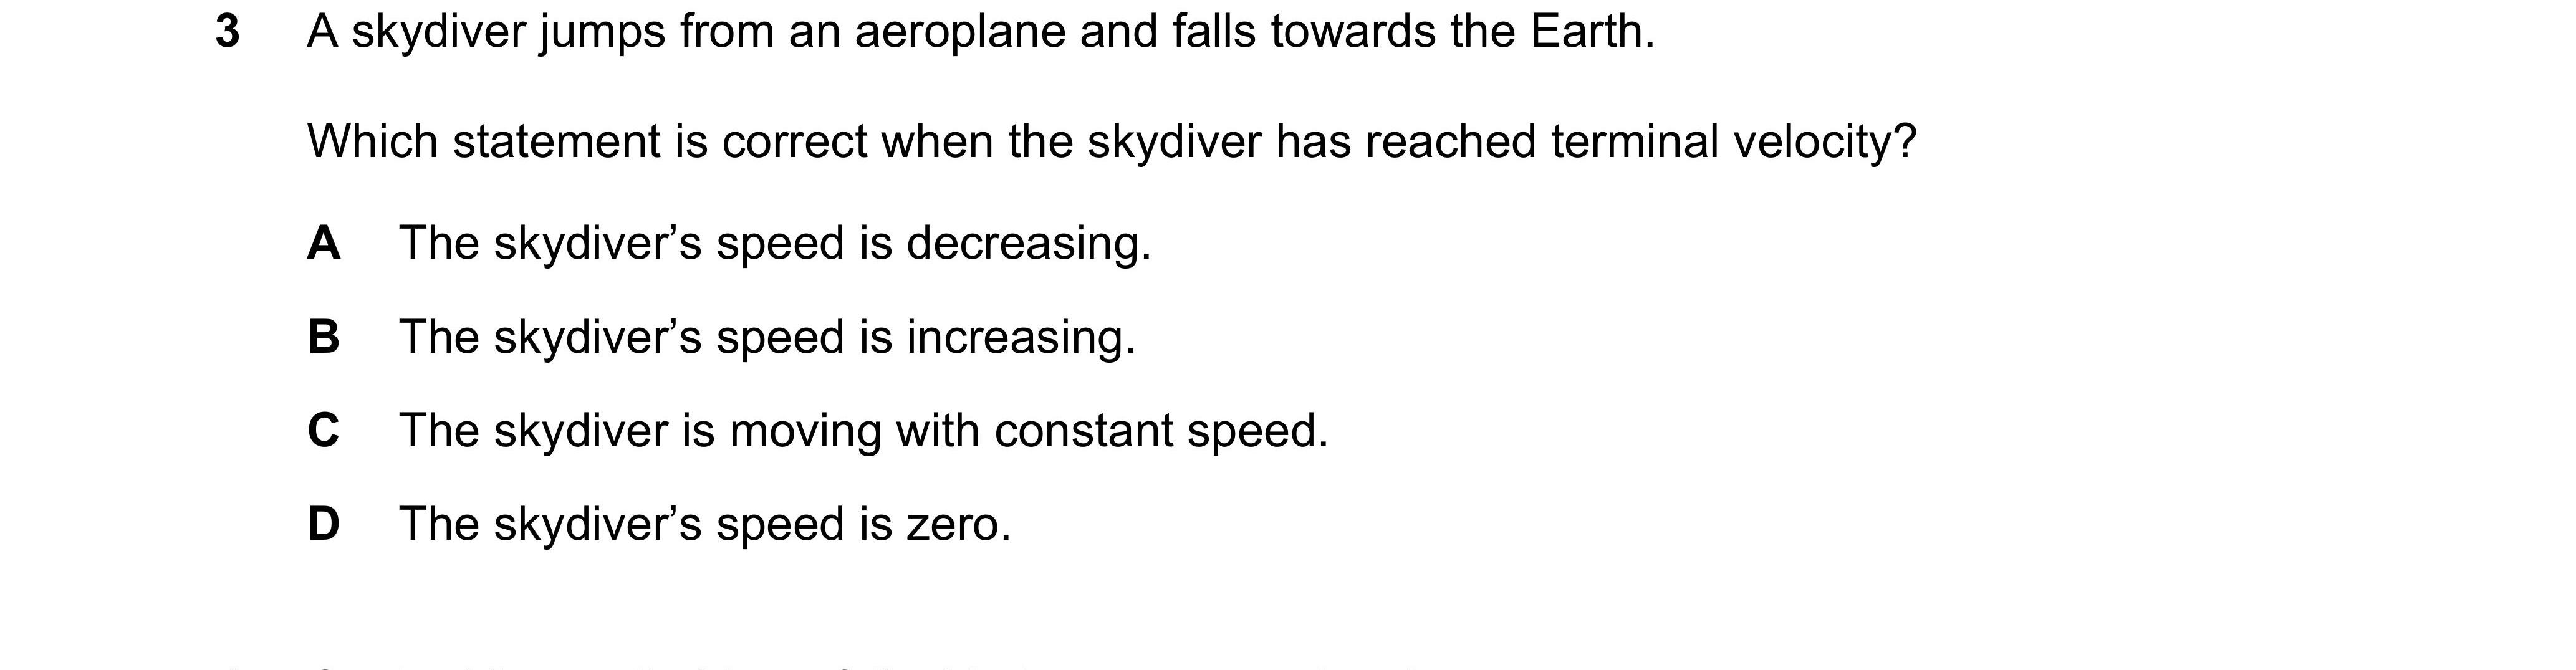 3 A skydiver jumps from an aeroplane and falls towards the Earth.
Which statement is correct when the skydiver has reached terminal velocity?
A The skydiver’s speed is decreasing.
B The skydiver’s speed is increasing.
C The skydiver is moving with constant speed.
D The skydiver’s speed is zero.